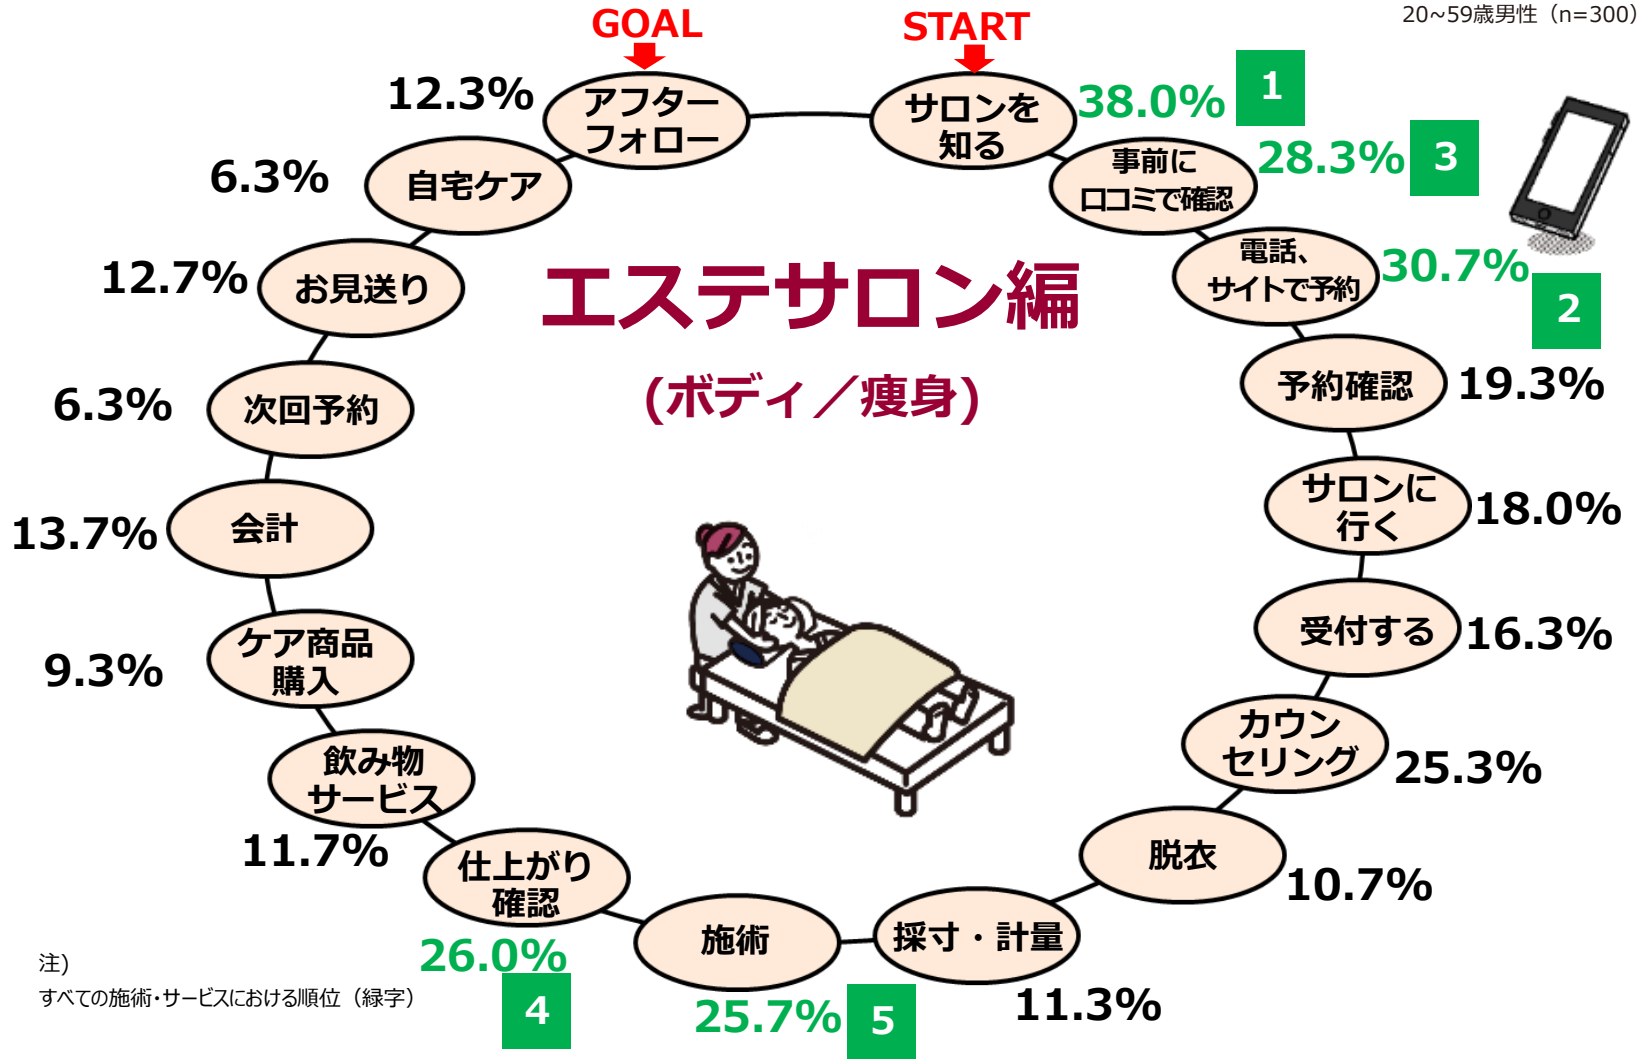 20~59歳男性（n=300）
GOAL
START
サロンを
知る
38.0%
1
事前に
口コミで確認
28.3%
3
電話、
サイトで予約
30.7%
2
予約確認
19.3%
サロンに
行く
18.0%
受付する
16.3%
カウン
セリング
25.3%
脱衣
10.7%
採寸・計量
11.3%
施術
25.7%
5
仕上がり
確認
26.0%
4
飲み物
サービス
11.7%
ケア商品
購入
9.3%
会計
13.7%
次回予約
6.3%
お見送り
12.7%
自宅ケア
6.3%
アフター
フォロー
12.3%
エステサロン編
(ボディ／痩身)
注)
すべての施術・サービスにおける順位（緑字）